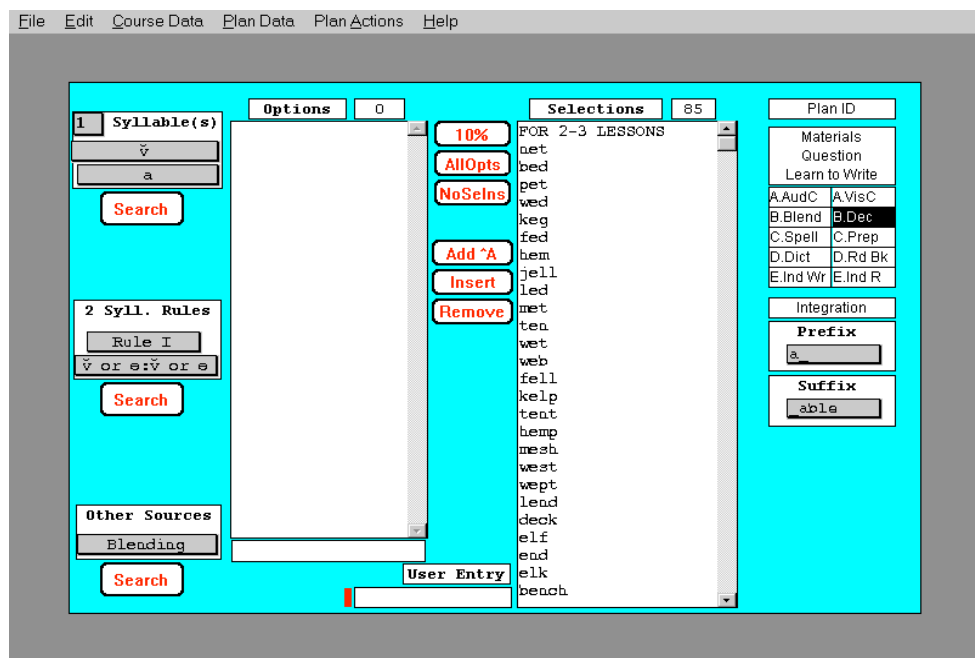 File Edit Course Data Plan Data Plan Actions Help
1 Syllable(s)
v̆
a
Search
2 Syll. Rules
Rule I
v̆ or ə:v̆ or ə
Search
Other Sources
Blending
Search
Options 0
10%
AllOpts
NoSelns
Add ^A
Insert
Remove
User Entry
Selections 85
FOR 2-3 LESSONS
net
bed
pet
wed
keg
fed
hem
jell
led
met
ten
wet
web
fell
kelp
tent
hemp
mesh
west
wept
lend
deck
elf
end
elk
bench
Plan ID
Materials
Question
Learn to Write
A.AudC A.VisC
B.Blend B.Dec
C.Spell C.Prep
D.Dict D.Rd Bk
E.Ind Wr E.Ind R
Integration
Prefix
a_
Suffix
_able